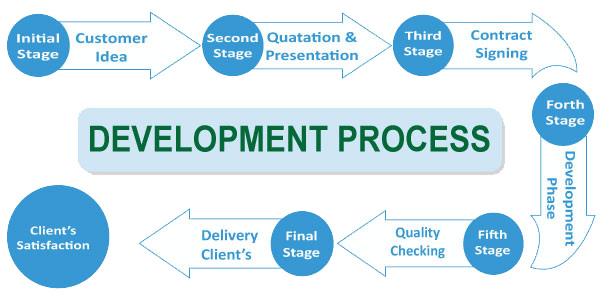 Initial
Stage
Customer
Idea
Second
Stage
Quatation &
Presentation
Third
Stage
Contract
Signing
Forth
Stage
Development
Phase
DEVELOPMENT PROCESS
Fifth
Stage
Quality
Checking
Final
Stage
Delivery
Client's
Client's
Satisfaction